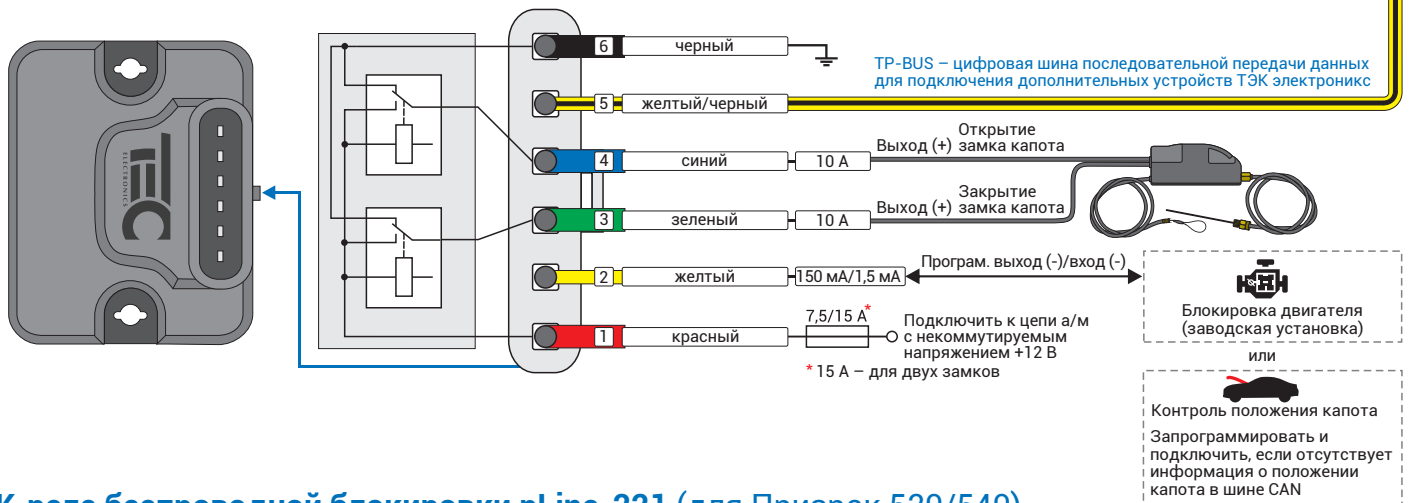 TEC
ELECTRONICS
6 черный
5 желтый/черный
TP-BUS – цифровая шина последовательной передачи данных
для подключения дополнительных устройств ТЭК электроникс
4 синий 10 А
Выход (+) Открытие
замка капота
3 зеленый 10 А
Выход (+) Закрытие
замка капота
2 желтый 150 мА/1,5 мА
Програм. выход (-)/вход (-)
1 красный
7,5/15 А*
Подключить к цепи а/м
с некоммутируемым
напряжением +12 В
* 15 А – для двух замков
Блокировка двигателя
(заводская установка)
или
Контроль положения капота
Запрограммировать и
подключить, если отсутствует
информация о положении
капота в шине CAN